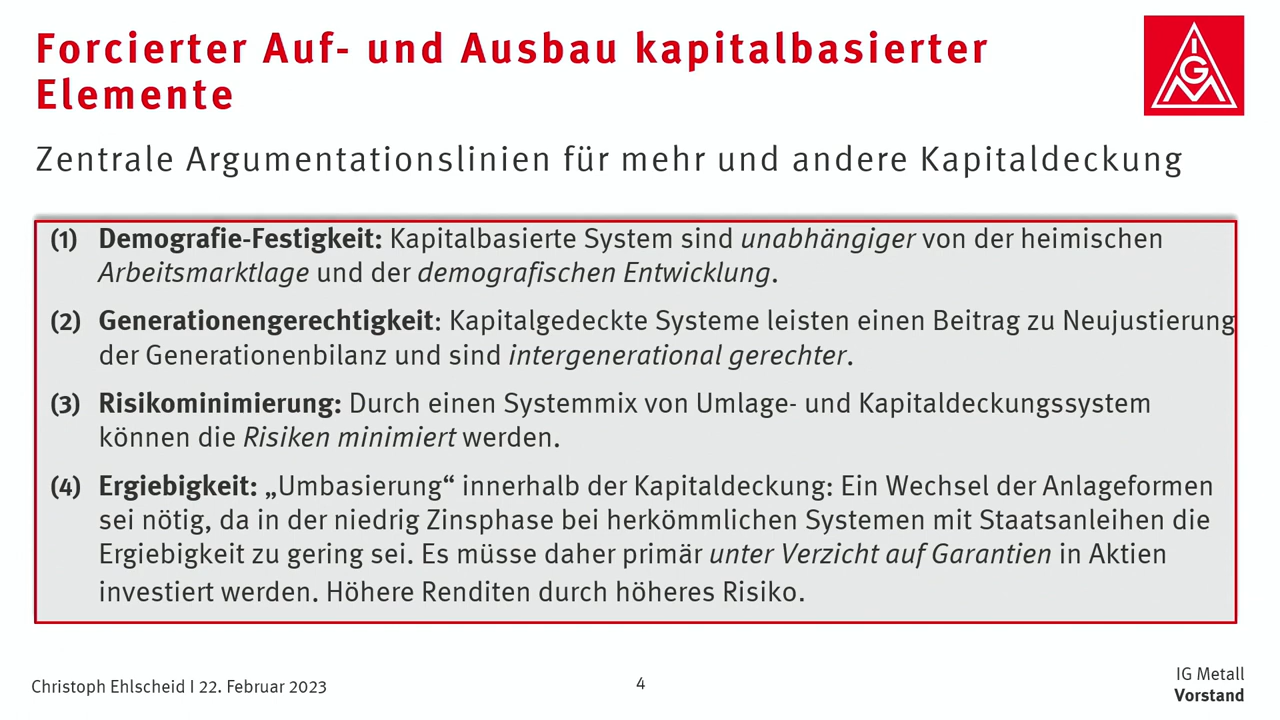 Forcierter Auf- und Ausbau kapitalbasierter
Elemente
IGM
Zentrale Argumentationslinien für mehr und andere Kapitaldeckung
(1) Demografie-Festigkeit: Kapitalbasierte System sind unabhängiger von der heimischen
Arbeitsmarktlage und der demografischen Entwicklung.
(2) Generationengerechtigkeit: Kapitalgedeckte Systeme leisten einen Beitrag zu Neujustierung
der Generationenbilanz und sind intergenerational gerechter.
(3) Risikominimierung: Durch einen Systemmix von Umlage- und Kapitaldeckungssystem
können die Risiken minimiert werden.
(4) Ergiebigkeit: „Umbasierung“ innerhalb der Kapitaldeckung: Ein Wechsel der Anlageformen
sei nötig, da in der niedrig Zinsphase bei herkömmlichen Systemen mit Staatsanleihen die
Ergiebigkeit zu gering sei. Es müsse daher primär unter Verzicht auf Garantien in Aktien
investiert werden. Höhere Renditen durch höheres Risiko.
Christoph Ehlscheid I 22. Februar 2023
4
IG Metall
Vorstand